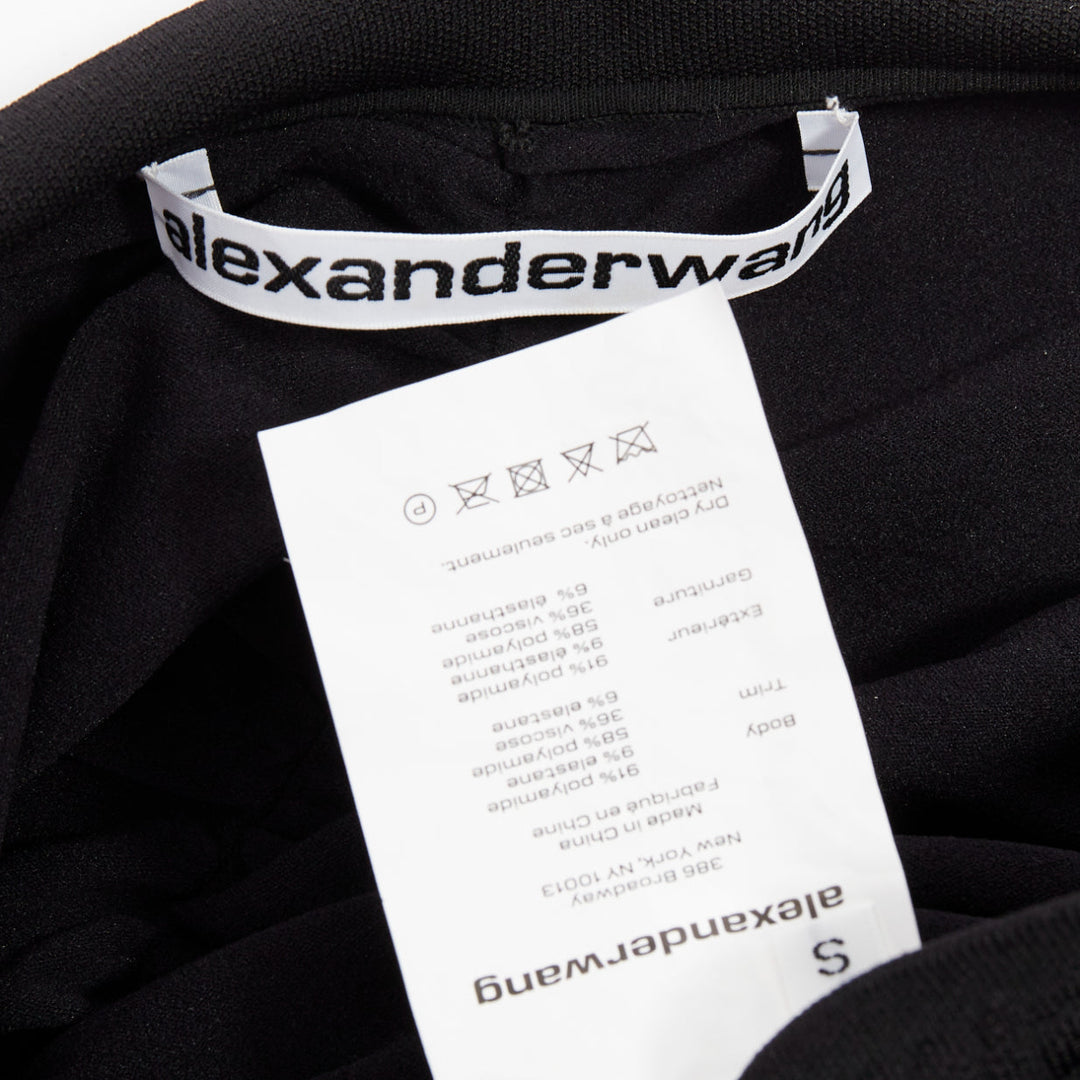 alexanderwang
S
alexanderwang
386 Broadway
New York, NY 10013
Made in China
Fabriqué en Chine
Body 91% polyamide
9% elastane
Trim 58% polyamide
36% viscose
6% elastane
Extérieur 91% polyamide
9% élasthanne
Garniture 58% polyamide
36% viscose
6% élasthanne
Dry clean only.
Nettoyage à sec seulement.
P